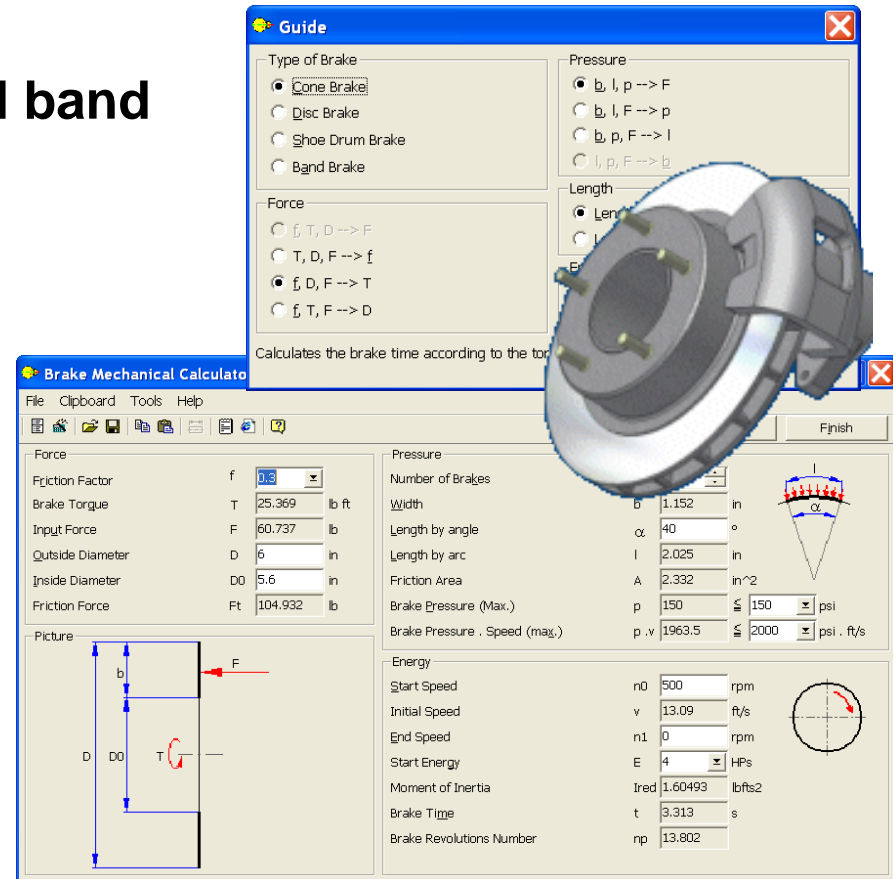 band
Guide
Type of Brake
Cone Brake
Disc Brake
Shoe Drum Brake
Band Brake
Force
f, T, D --> F
T, D, F --> f
f, D, F --> T
f, T, F --> D
Pressure
b, l, p --> F
b, l, F --> p
b, p, F --> l
l, p, F --> b
Length
Calculates the brake time according to the
Brake Mechanical
File Clipboard Tools Help
Finish
Force
Friction Factor f 0.3
Brake Torque T 25.369 lb ft
Input Force F 60.737 lb
Outside Diameter D 6 in
Inside Diameter D0 5.6 in
Friction Force Ft 104.932 lb
Picture
b
F
D
D0
T
Pressure
Number of Brakes
Width b 1.152 in
Length by angle α 40 °
Length by arc l 2.025 in
Friction Area A 2.332 in^2
Brake Pressure (Max.) p 150 ≦ 150 psi
Brake Pressure . Speed (max.) p .v 1963.5 ≦ 2000 psi . ft/s
l
α
Energy
Start Speed n0 500 rpm
Initial Speed v 13.09 ft/s
End Speed n1 0 rpm
Start Energy E 4 HPs
Moment of Inertia Ired 1.60493 lbfts2
Brake Time t 3.313 s
Brake Revolutions Number np 13.802